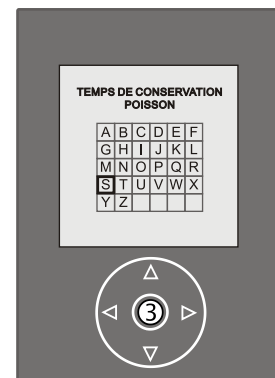 TEMPS DE CONSERVATION
POISSON
A B C D E F
G H I J K L
M N O P Q R
S T U V W X
Y Z
3